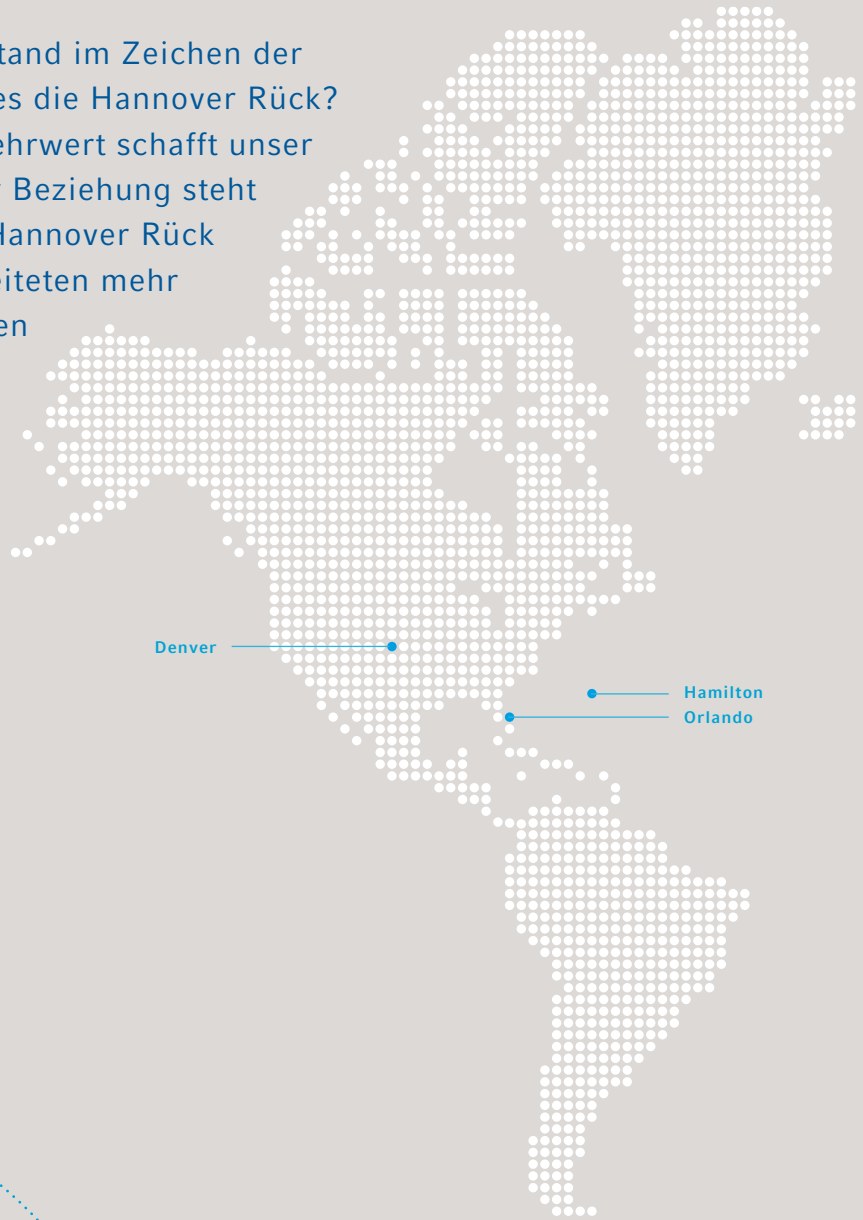 tand im Zeichen der
es die Hannover Rück?
ehrwert schafft unser
Beziehung steht
Hannover Rück
eiteten mehr
en
Denver
Hamilton
Orlando